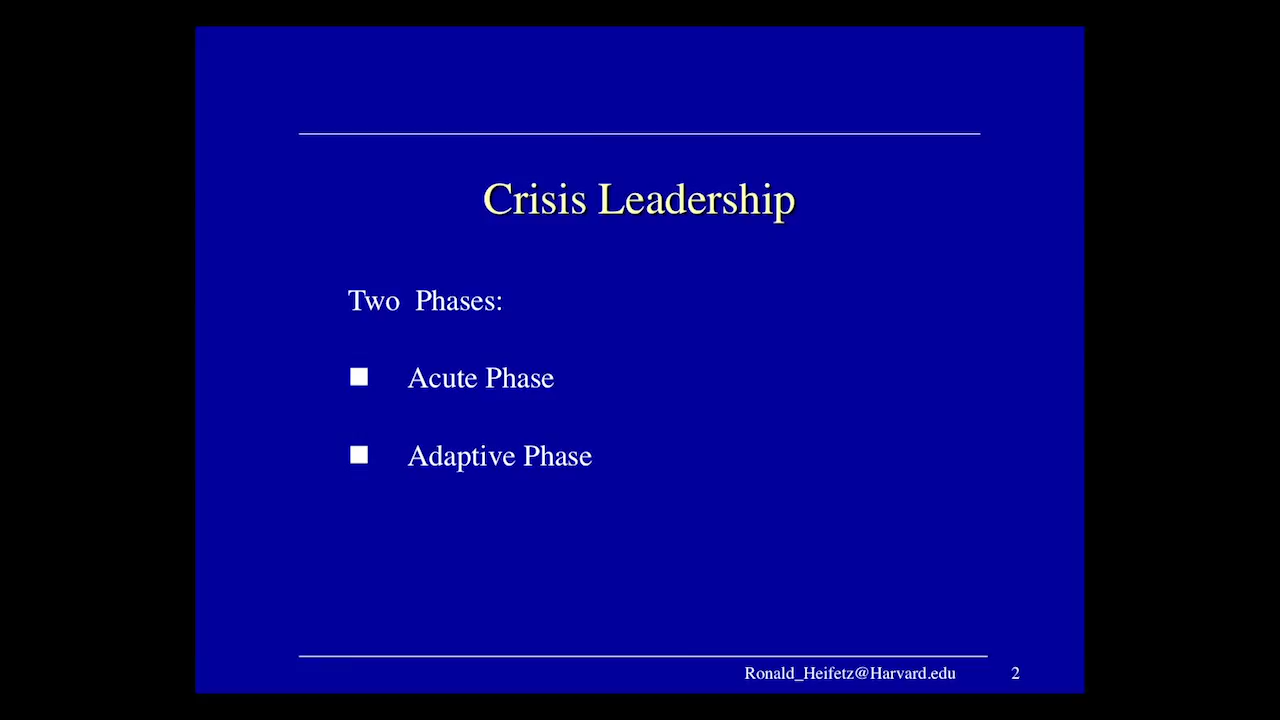 Crisis Leadership
Two Phases:
Acute Phase
Adaptive Phase
Ronald_Heifetz@Harvard.edu 2